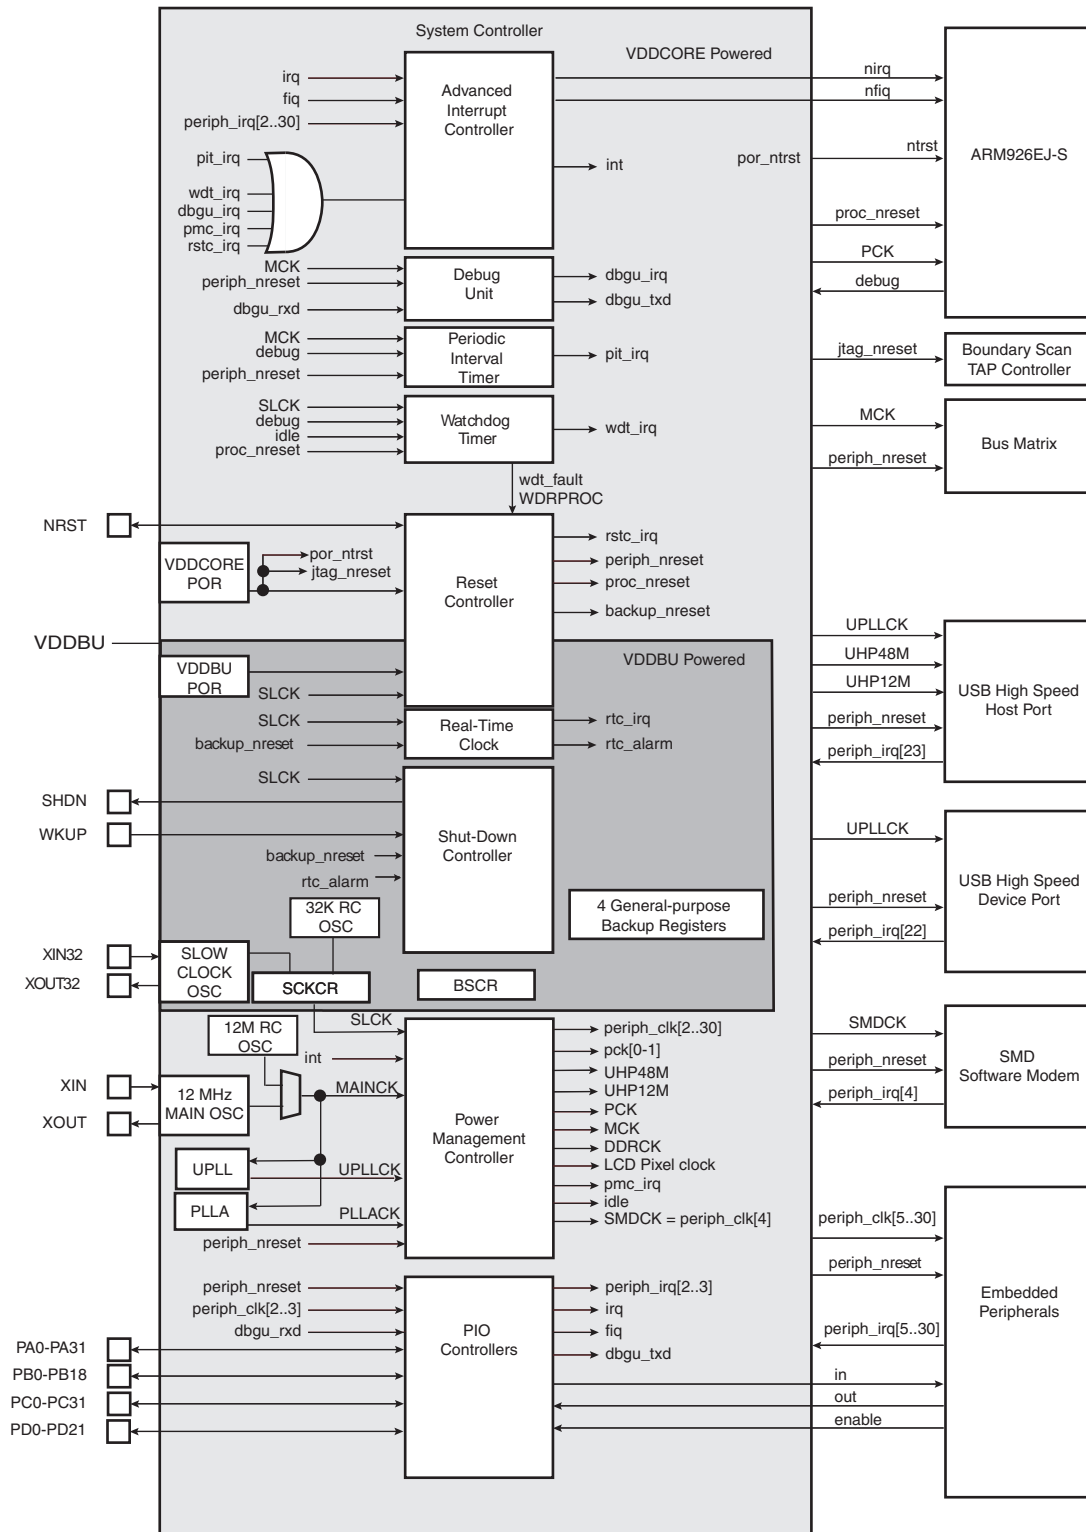 System Controller
VDDCORE Powered
irq
fiq
periph_irq[2..30]
pit_irq
wdt_irq
dbgu_irq
pmc_irq
rstc_irq
Advanced
Interrupt
Controller
int
nirq
nfiq
por_ntrst
ntrst
proc_nreset
PCK
debug
ARM926EJ-S
MCK
periph_nreset
dbgu_rxd
Debug
Unit
dbgu_irq
dbgu_txd
MCK
debug
periph_nreset
Periodic
Interval
Timer
pit_irq
jtag_nreset
Boundary Scan
TAP Controller
SLCK
debug
idle
proc_nreset
Watchdog
Timer
wdt_irq
MCK
periph_nreset
Bus Matrix
wdt_fault
WDRPROC
NRST
VDDCORE
POR
por_ntrst
jtag_nreset
Reset
Controller
rstc_irq
periph_nreset
proc_nreset
backup_nreset
VDDBU
VDDBU Powered
VDDBU
POR
SLCK
UPLLCK
UHP48M
UHP12M
periph_nreset
periph_irq[23]
USB High Speed
Host Port
SLCK
backup_nreset
Real-Time
Clock
rtc_irq
rtc_alarm
SLCK
SHDN
WKUP
backup_nreset
rtc_alarm
Shut-Down
Controller
4 General-purpose
Backup Registers
UPLLCK
periph_nreset
periph_irq[22]
USB High Speed
Device Port
32K RC
OSC
XIN32
XOUT32
SLOW
CLOCK
OSC
SCKCR
BSCR
SLCK
12M RC
OSC
int
XIN
XOUT
12 MHz
MAIN OSC
MAINCK
UPLL
UPLLCK
PLLA
PLLACK
periph_nreset
Power
Management
Controller
periph_clk[2..30]
pck[0-1]
UHP48M
UHP12M
PCK
MCK
DDRCK
LCD Pixel clock
pmc_irq
idle
SMDCK = periph_clk[4]
SMDCK
periph_nreset
periph_irq[4]
SMD
Software Modem
periph_nreset
periph_clk[2..3]
dbgu_rxd
PA0-PA31
PB0-PB18
PC0-PC31
PD0-PD21
PIO
Controllers
periph_irq[2..3]
irq
fiq
dbgu_txd
periph_clk[5..30]
periph_nreset
periph_irq[5..30]
in
out
enable
Embedded
Peripherals